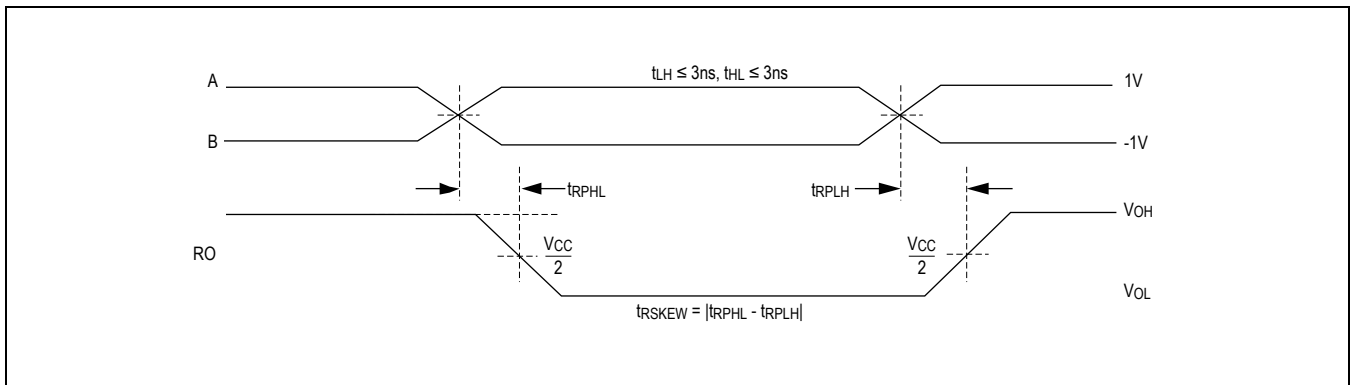 A
tLH ≤ 3ns, tHL ≤ 3ns
1V
B
-1V
tRPHL
tRPLH
VOH
RO
VCC
2
VCC
2
VOL
tRSKEW = |tRPHL - tRPLH|